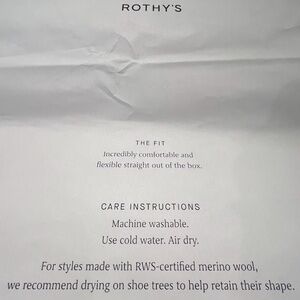 ROTHY'S
THE FIT
Incredibly comfortable and
flexible straight out of the box.
CARE INSTRUCTIONS
Machine washable.
Use cold water. Air dry.
For styles made with RWS-certified merino wool,
we recommend drying on shoe trees to help retain their shape.